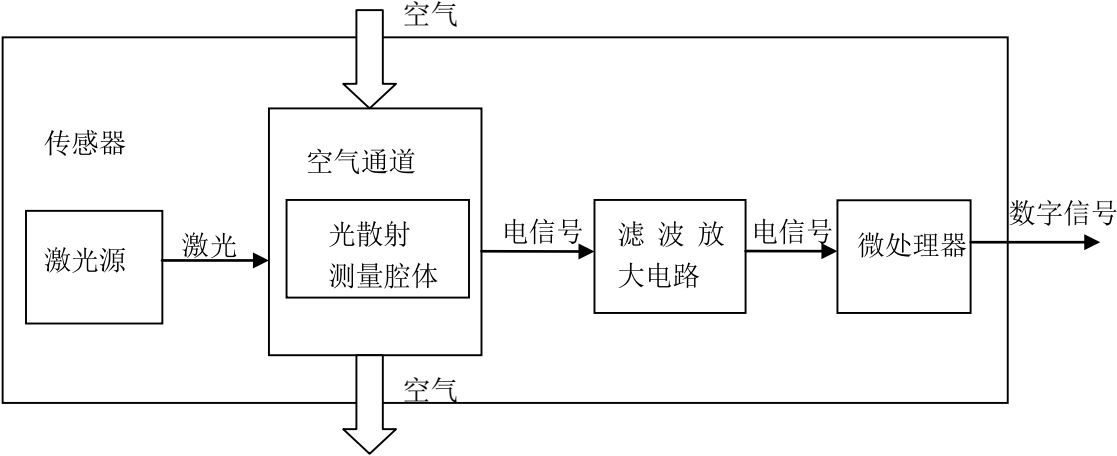 空气
传感器
空气通道
激光源
激光
光散射
测量腔体
电信号
滤 波 放
大电路
电信号
微处理器
数字信号
空气